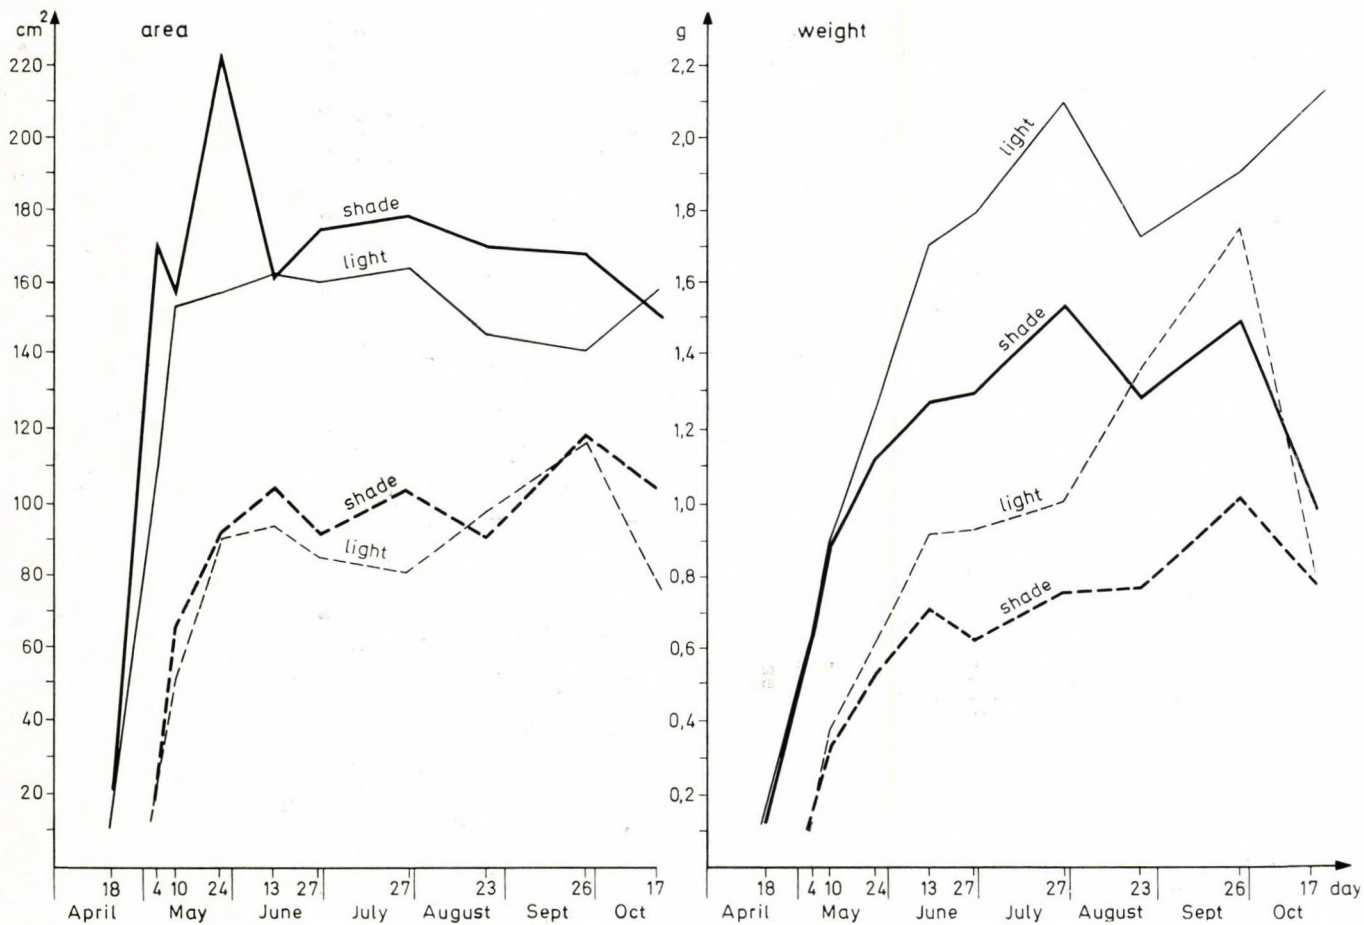 cm² area
220
200
180
160
140
120
100
80
60
40
20
shade
light
shade
light
18 4 10 24 13 27 27 23 26 17
April May June July August Sept Oct
g weight
2,2
2,0
1,8
1,6
1,4
1,2
1,0
0,8
0,6
0,4
0,2
light
shade
light
shade
18 4 10 24 13 27 27 23 26 17 day
April May June July August Sept Oct